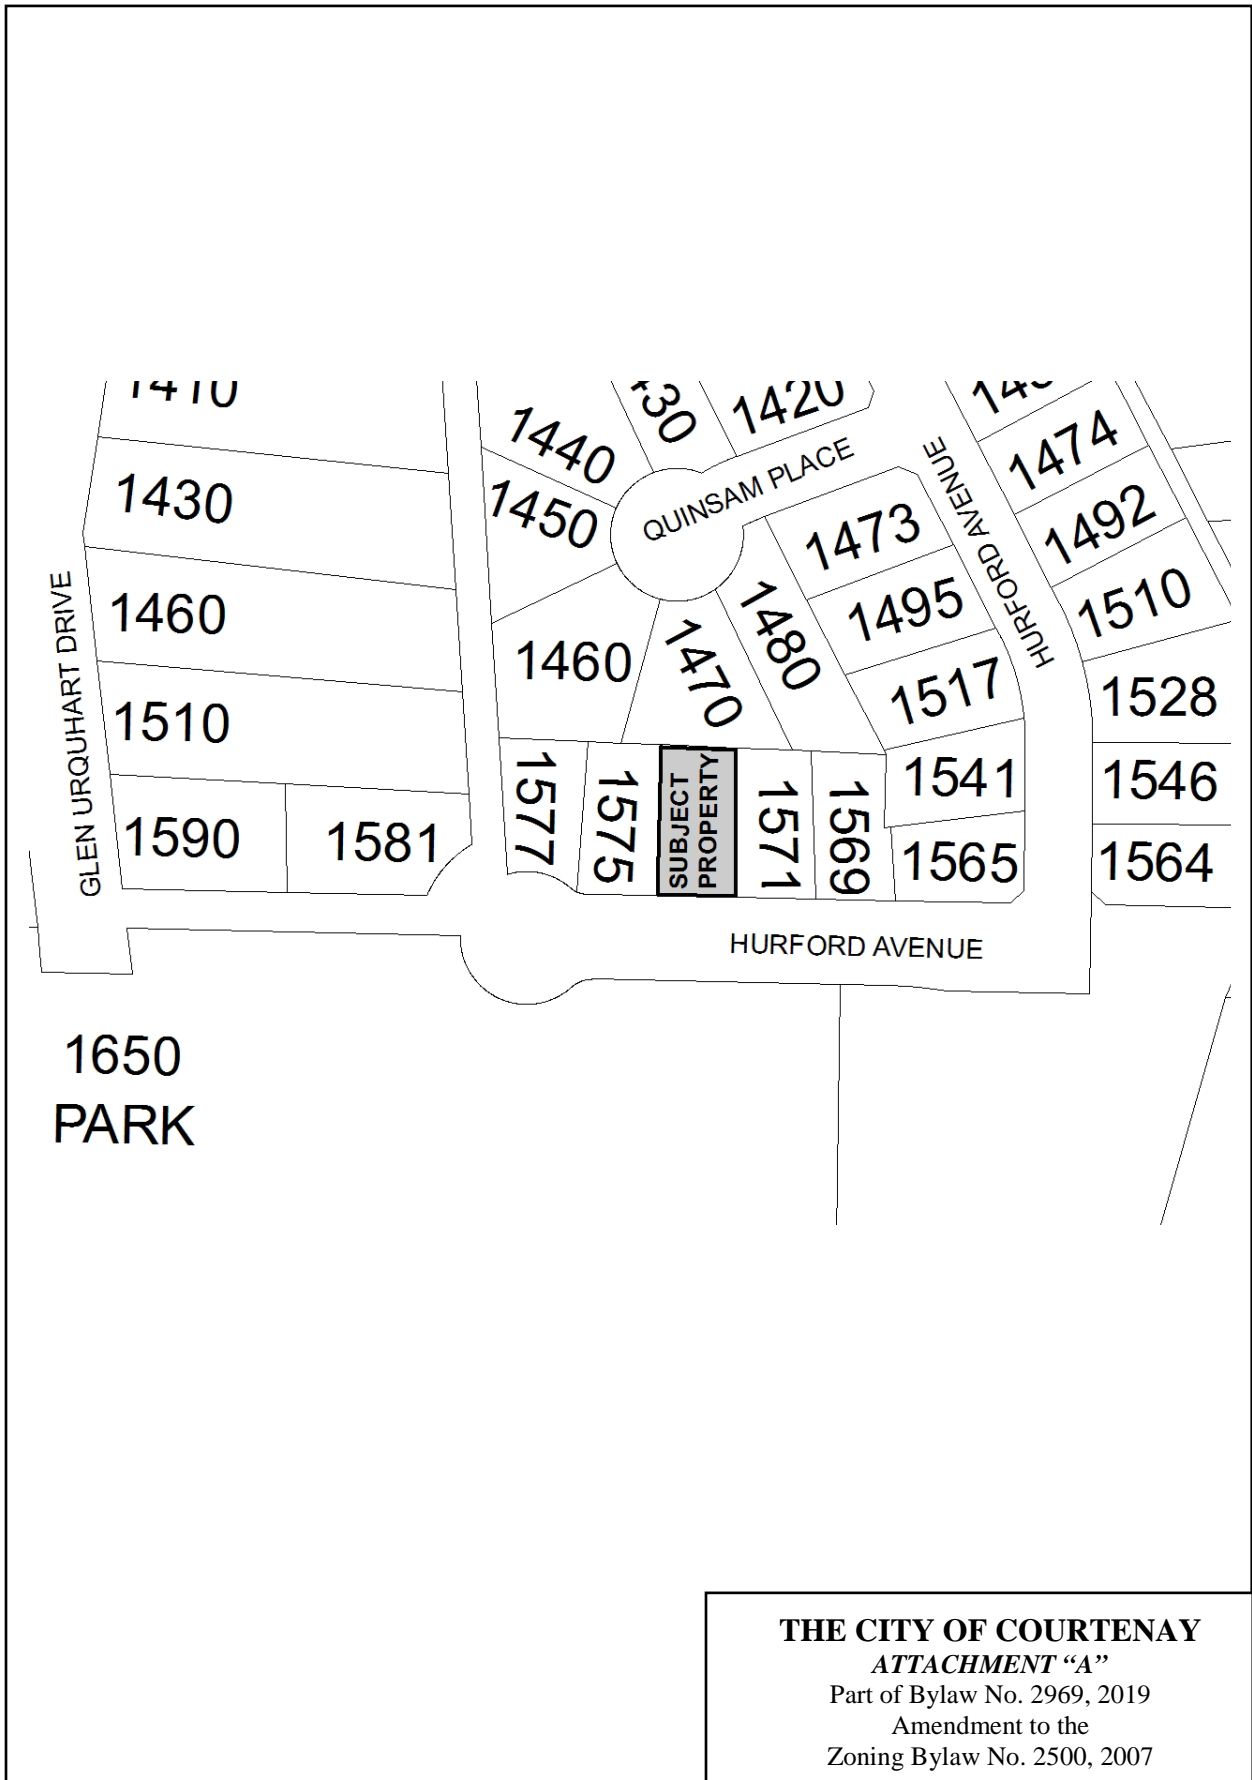 1410
1440
1420
1474
1430
1450
QUINSAM PLACE
HURFORD AVENUE
1473
1492
GLEN URQUHART DRIVE
1460
1460
1470
1480
1495
1510
1510
1517
1528
1577
1575
SUBJECT
PROPERTY
1571
1569
1541
1546
1590
1581
1565
1564
HURFORD AVENUE
1650
PARK
THE CITY OF COURTENAY
ATTACHMENT “A”
Part of Bylaw No. 2969, 2019
Amendment to the
Zoning Bylaw No. 2500, 2007